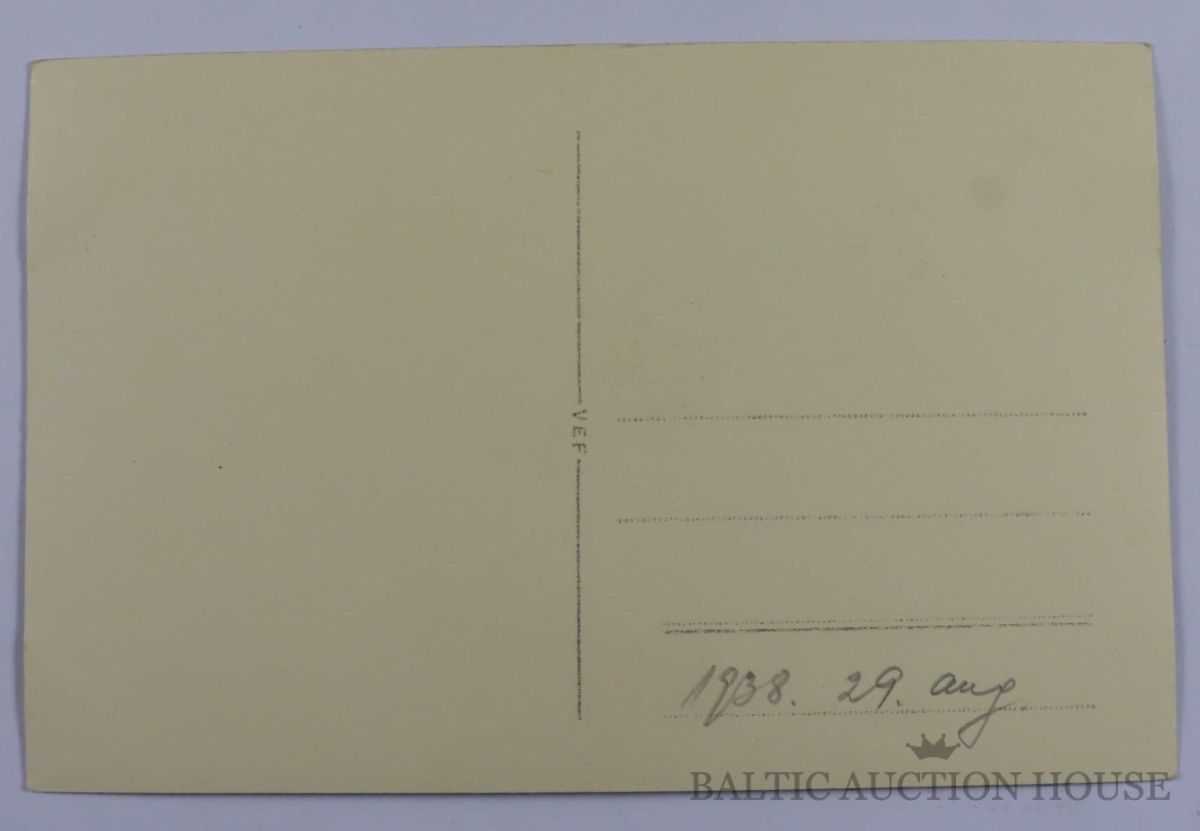 VEF
1938. 29. aug
BALTIC AUCTION HOUSE